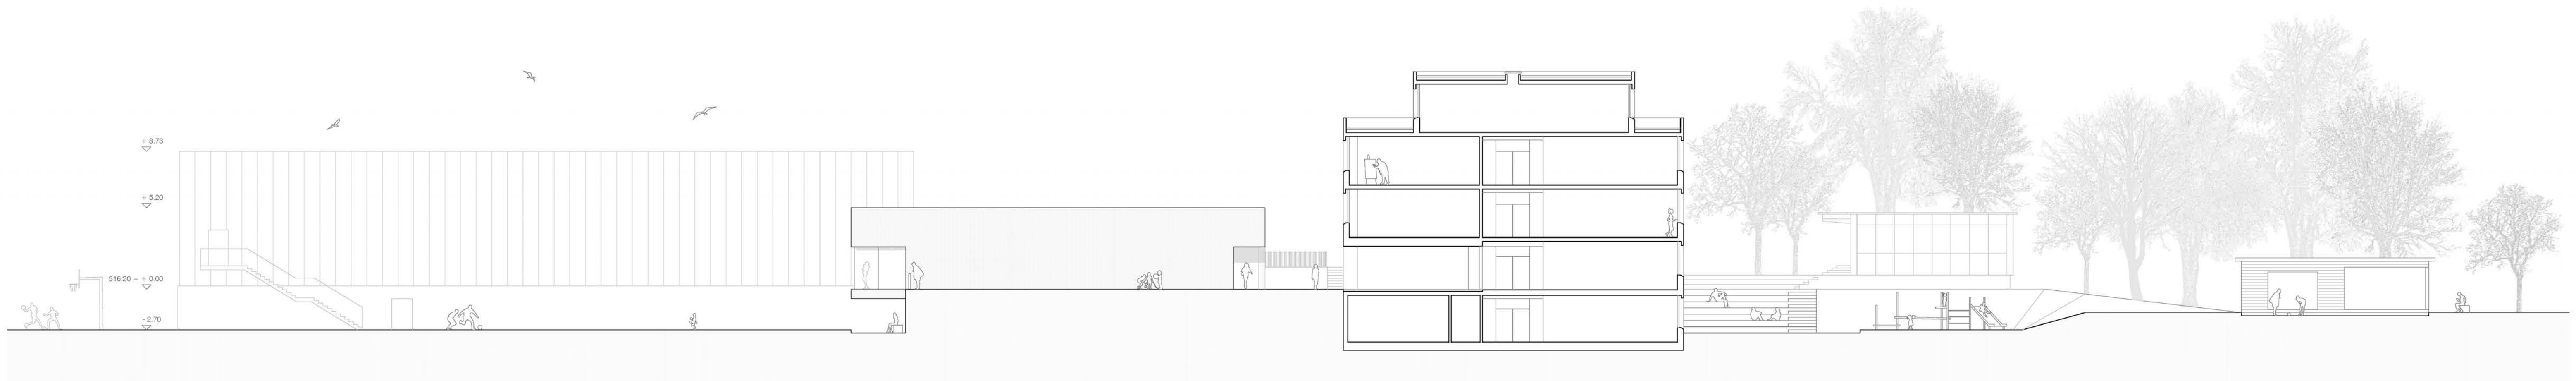 + 8.73
+ 5.20
516.20 = + 0.00
- 2.70